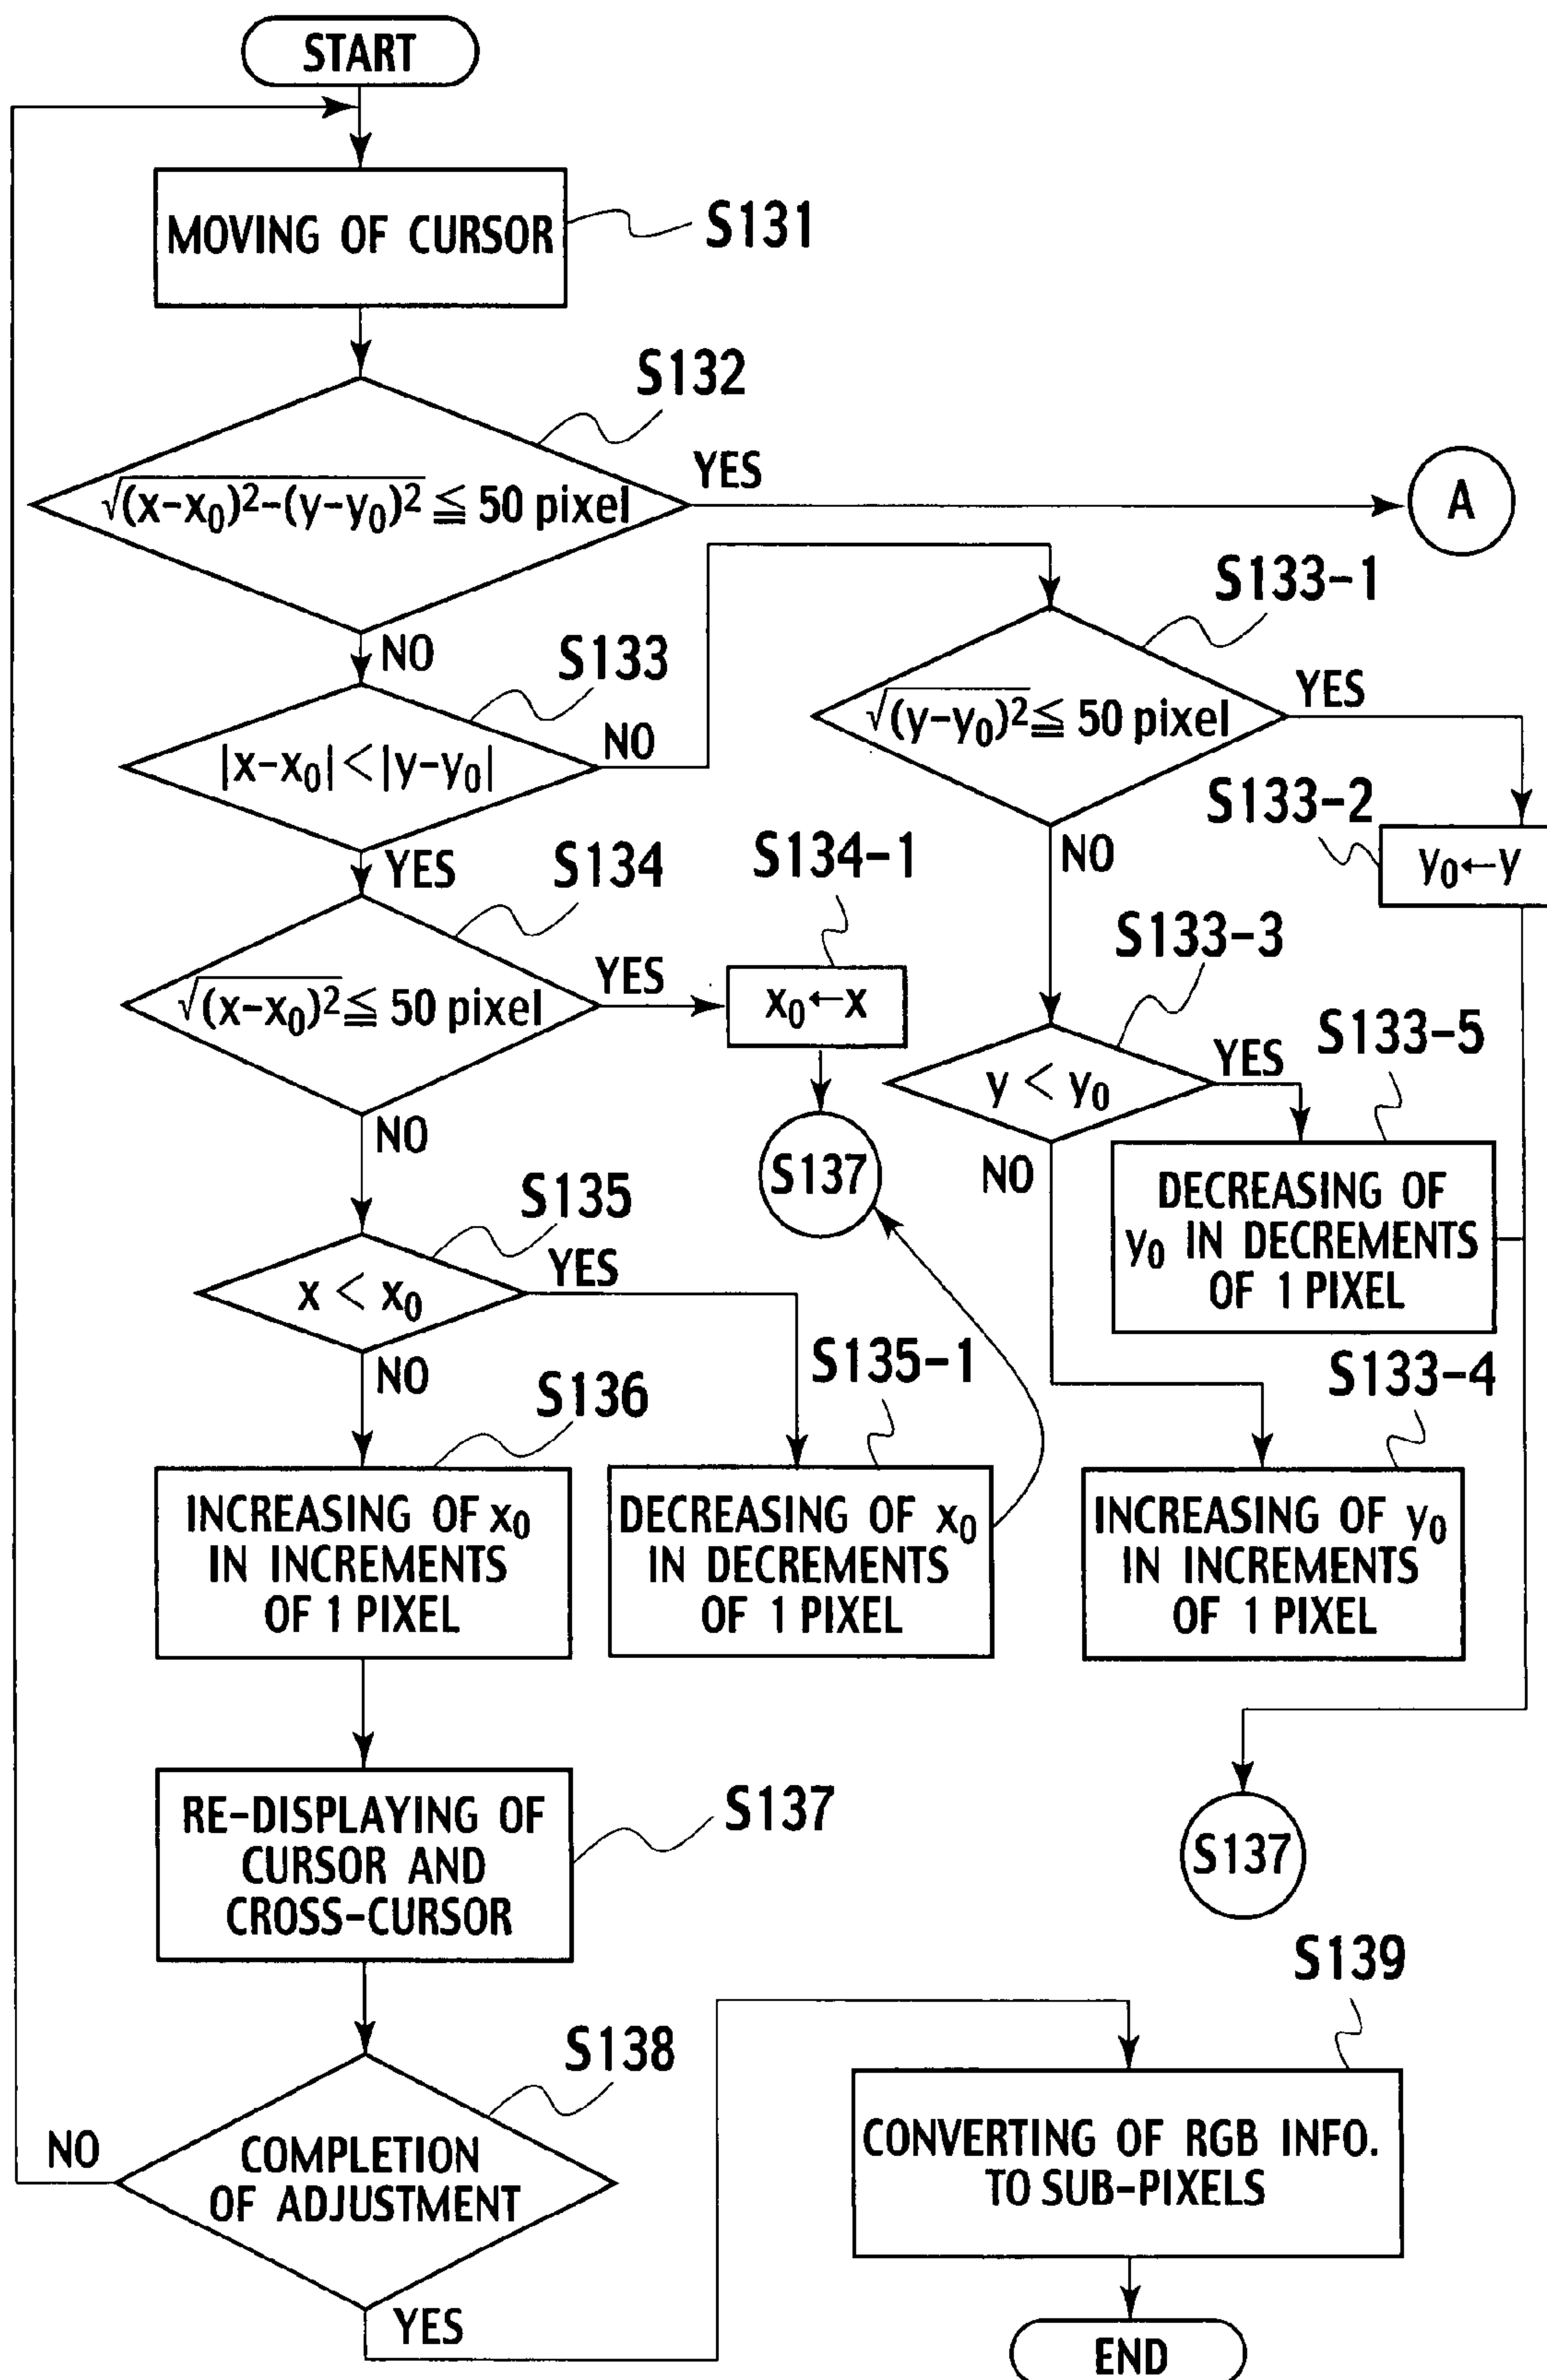 START
MOVING OF CURSOR
S131
S132
√(x-x₀)²-(y-y₀)² ≦ 50 pixel
YES
A
NO
S133
|x-x₀|<|y-y₀|
NO
S133-1
√(y-y₀)² ≦ 50 pixel
YES
S133-2
y₀←y
NO
YES
S134
√(x-x₀)² ≦ 50 pixel
YES
S134-1
x₀←x
S137
S133-3
y < y₀
YES
S133-5
DECREASING OF
y₀ IN DECREMENTS
OF 1 PIXEL
NO
S133-4
INCREASING OF y₀
IN INCREMENTS
OF 1 PIXEL
NO
S135
x < x₀
YES
S135-1
DECREASING OF x₀
IN DECREMENTS
OF 1 PIXEL
NO
S136
INCREASING OF x₀
IN INCREMENTS
OF 1 PIXEL
S137
RE-DISPLAYING OF
CURSOR AND
CROSS-CURSOR
S137
S138
COMPLETION
OF ADJUSTMENT
NO
YES
S139
CONVERTING OF RGB INFO.
TO SUB-PIXELS
END